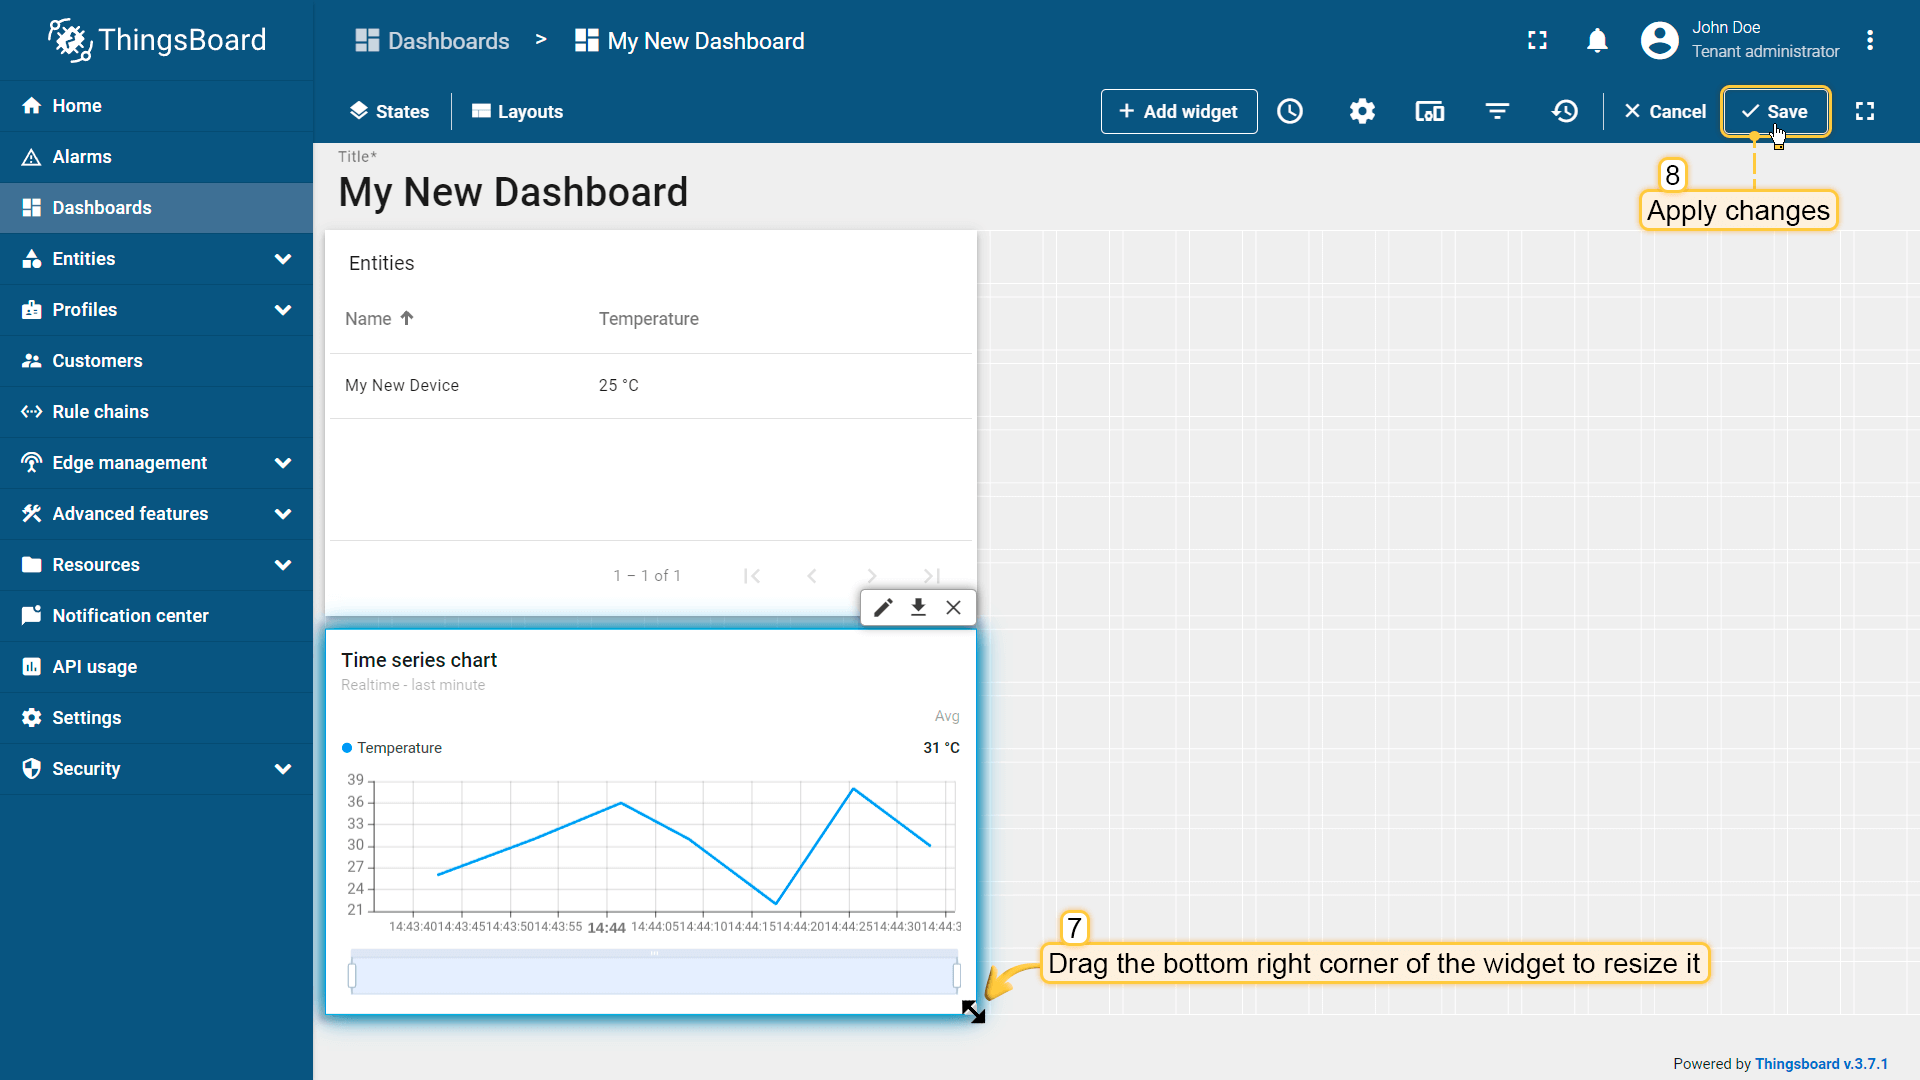 ThingsBoard
Dashboards > My New Dashboard
John Doe
Tenant administrator
Home
Alarms
Dashboards
Entities
Profiles
Customers
Rule chains
Edge management
Advanced features
Resources
Notification center
API usage
Settings
Security
States
Layouts
+ Add widget
Cancel
Save
8
Apply changes
Title*
My New Dashboard
Entities
Name Temperature
My New Device 25 °C
1 – 1 of 1
Time series chart
Realtime - last minute
Avg
Temperature 31 °C
39
36
33
30
27
24
21
14:43:40 14:43:45 14:43:50 14:43:55 14:44 14:44:05 14:44:10 14:44:15 14:44:20 14:44:25 14:44:30 14:44:3
7
Drag the bottom right corner of the widget to resize it
Powered by Thingsboard v.3.7.1